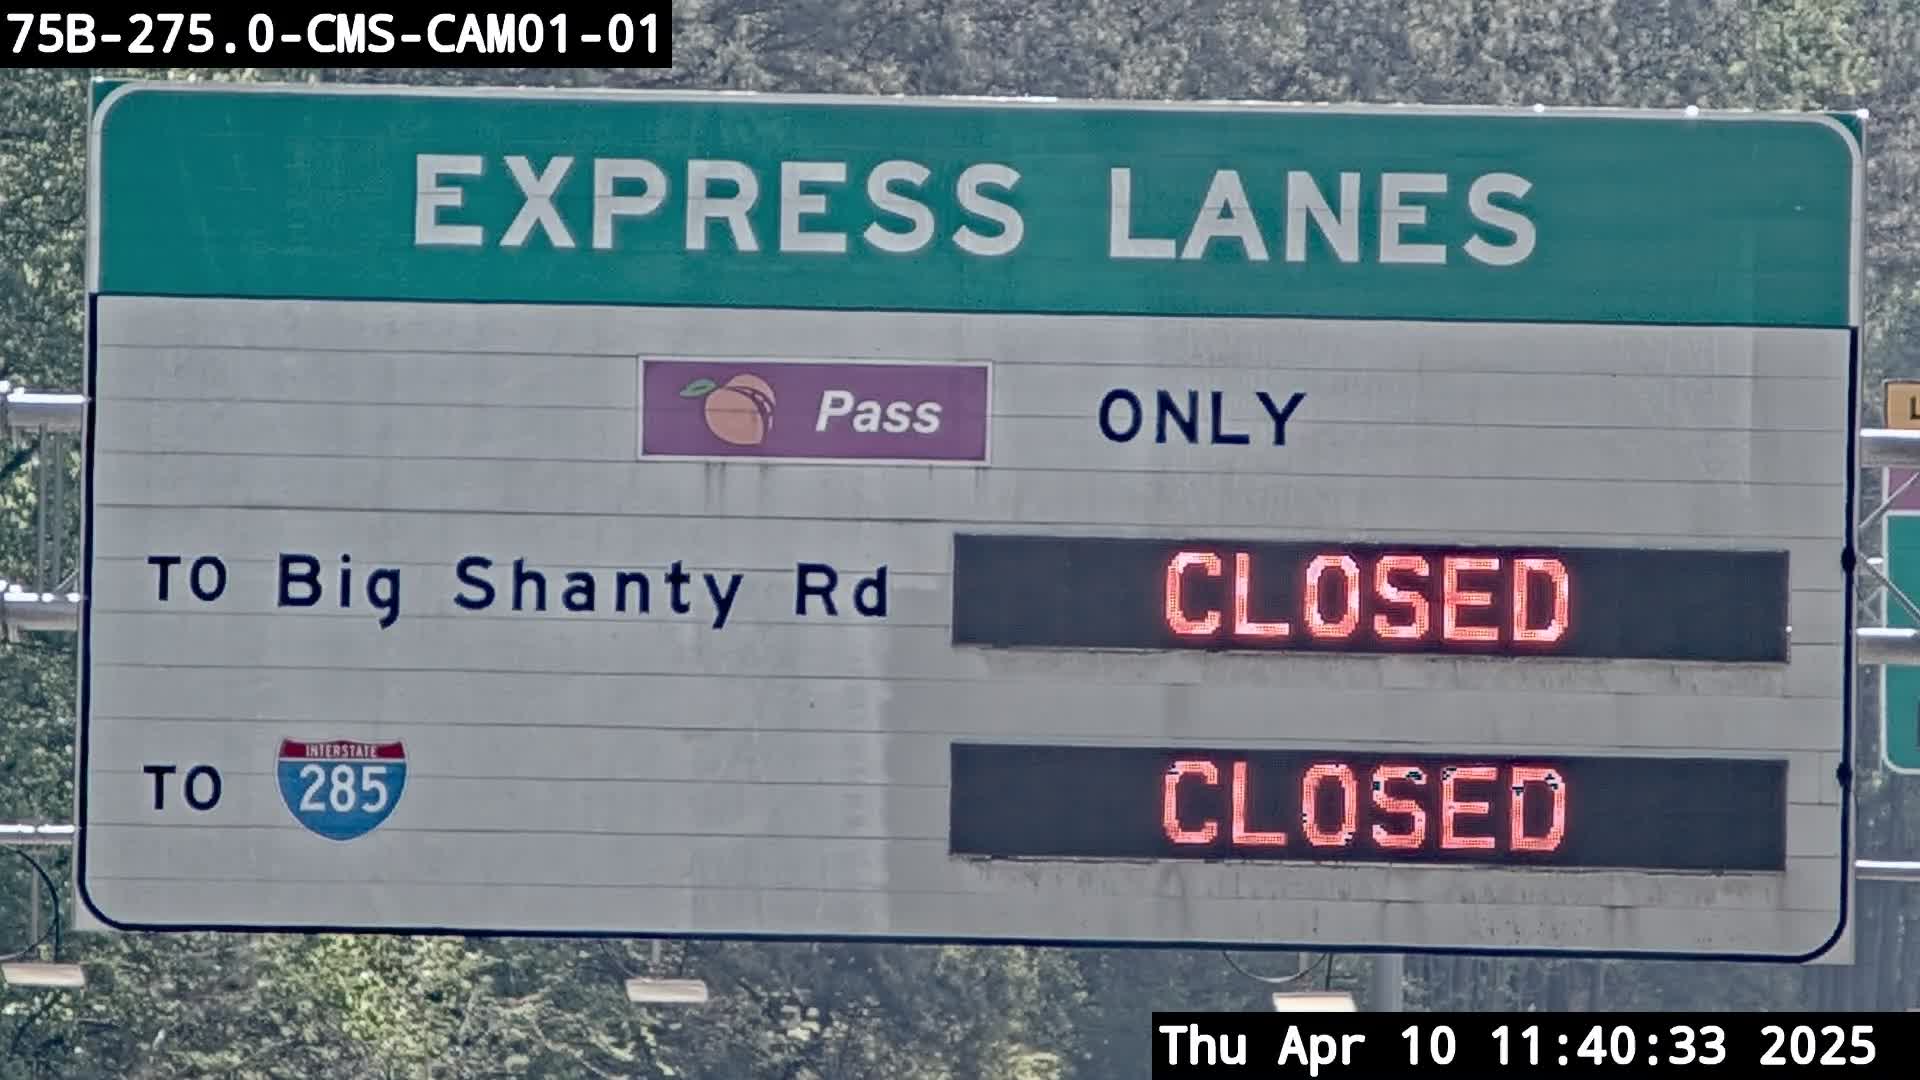 75B-275.0-CMS-CAM01-01
EXPRESS LANES
Pass ONLY
TO Big Shanty Rd CLOSED
TO INTERSTATE 285 CLOSED
Thu Apr 10 11:40:33 2025